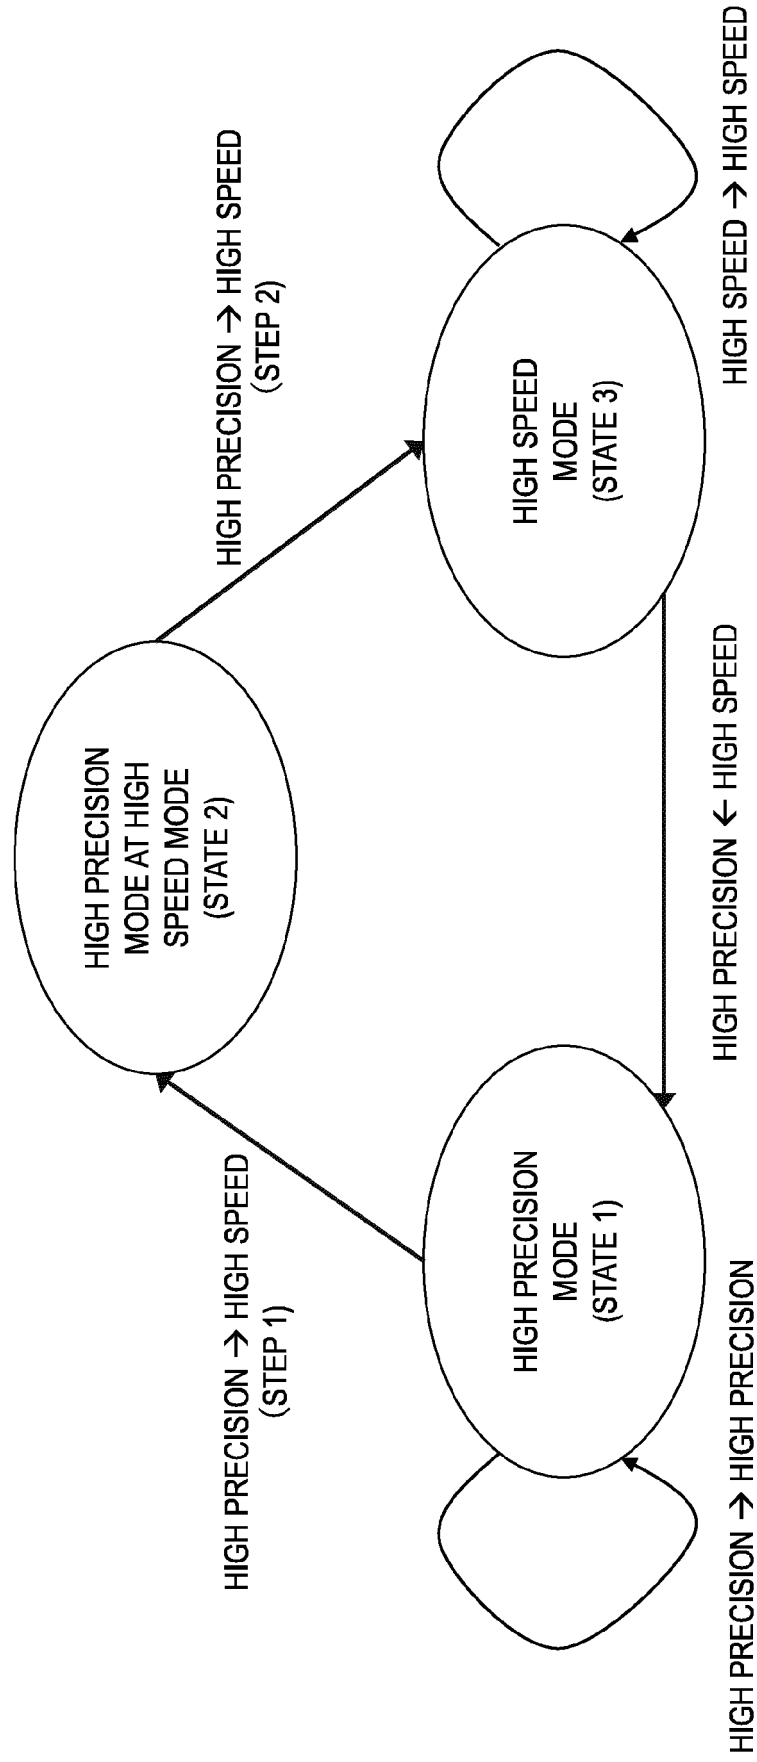 HIGH PRECISION
MODE AT HIGH
SPEED MODE
(STATE 2)
HIGH PRECISION → HIGH SPEED
(STEP 1)
HIGH PRECISION → HIGH SPEED
(STEP 2)
HIGH PRECISION
MODE
(STATE 1)
HIGH SPEED
MODE
(STATE 3)
HIGH PRECISION → HIGH PRECISION
HIGH PRECISION ← HIGH SPEED
HIGH SPEED → HIGH SPEED